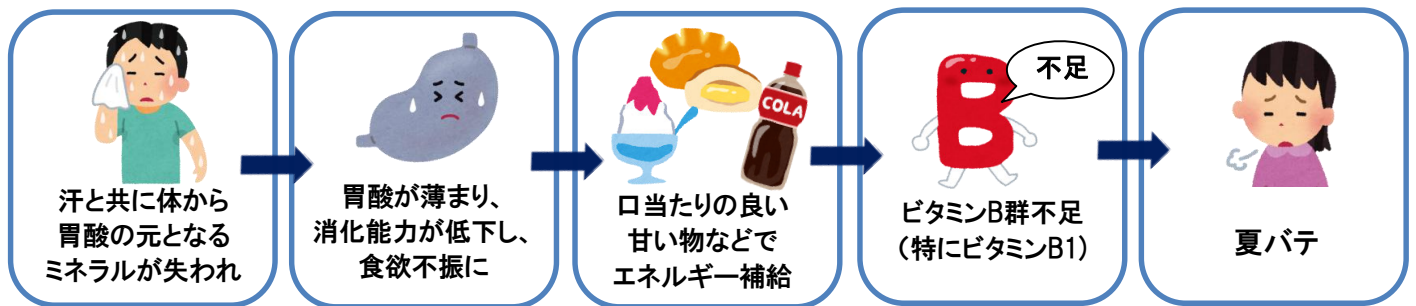 汗と共に体から
胃酸の元となる
ミネラルが失われ
胃酸が薄まり、
消化能力が低下し、
食欲不振に
COLA
口当たりの良い
甘い物などで
エネルギー補給
B
不足
ビタミンB群不足
(特にビタミンB1)
夏バテ